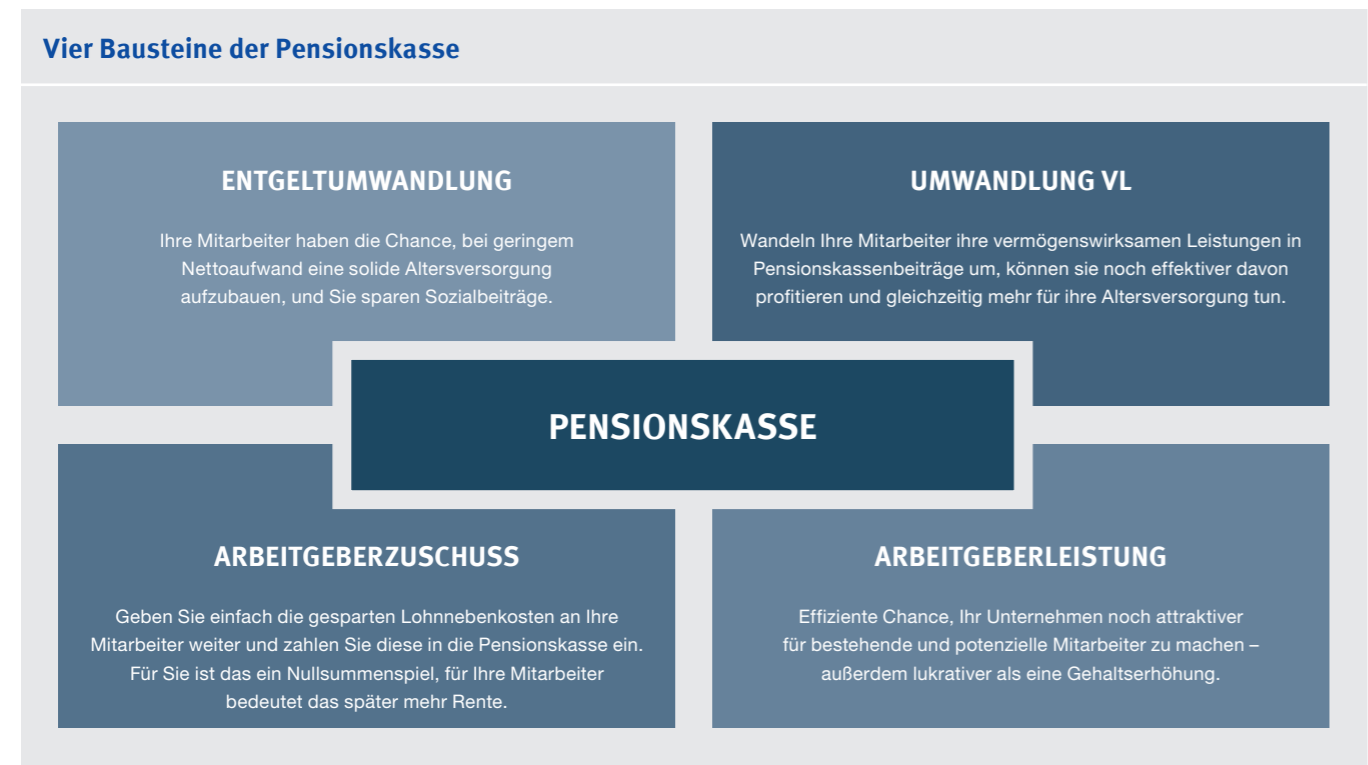 Vier Bausteine der Pensionskasse
ENTGELTUMWANDLUNG
Ihre Mitarbeiter haben die Chance, bei geringem
Nettoaufwand eine solide Altersversorgung
aufzubauen, und Sie sparen Sozialbeiträge.
UMWANDLUNG VL
Wandeln Ihre Mitarbeiter ihre vermögenswirksamen Leistungen in
Pensionskassenbeiträge um, können sie noch effektiver davon
profitieren und gleichzeitig mehr für ihre Altersversorgung tun.
PENSIONSKASSE
ARBEITGEBERZUSCHUSS
Geben Sie einfach die gesparten Lohnnebenkosten an Ihre
Mitarbeiter weiter und zahlen Sie diese in die Pensionskasse ein.
Für Sie ist das ein Nullsummenspiel, für Ihre Mitarbeiter
bedeutet das später mehr Rente.
ARBEITGEBERLEISTUNG
Effiziente Chance, Ihr Unternehmen noch attraktiver
für bestehende und potenzielle Mitarbeiter zu machen –
außerdem lukrativer als eine Gehaltserhöhung.